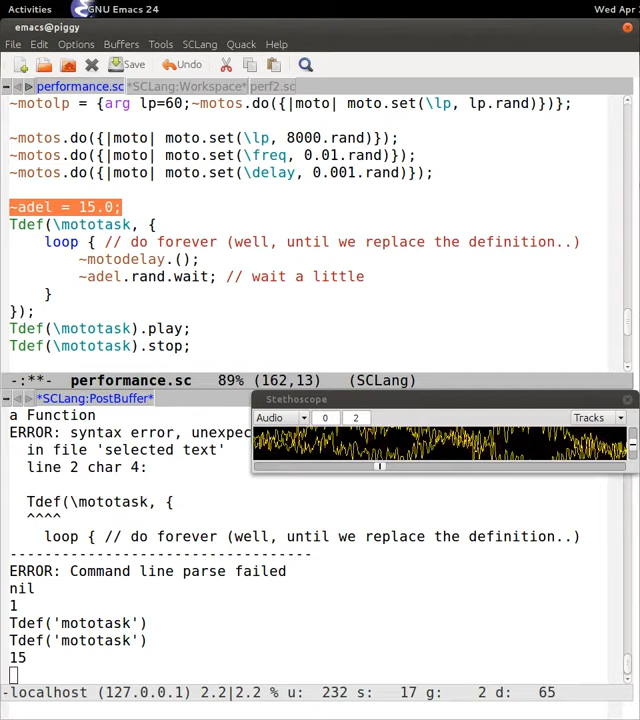 Activities GNU Emacs 24 Wed Apr
emacs@piggy
File Edit Options Buffers Tools SCLang Quack Help
Save Undo
performance.sc *SCLang:Workspace* perf2.sc
~motolp = {arg lp=60;~motos.do({|moto| moto.set(\lp, lp.rand)})};
~motos.do({|moto| moto.set(\lp, 8000.rand)});
~motos.do({|moto| moto.set(\freq, 0.01.rand)});
~motos.do({|moto| moto.set(\delay, 0.001.rand)});
~adel = 15.0;
Tdef(\mototask, {
loop { // do forever (well, until we replace the definition..)
~motodelay.();
~adel.rand.wait; // wait a little
}
});
Tdef(\mototask).play;
Tdef(\mototask).stop;
-:**- performance.sc 89% (162,13) (SCLang)
*SCLang:PostBuffer*
Stethoscope
Audio 0 2 Tracks
a Function
ERROR: syntax error, unexpec
in file 'selected text'
line 2 char 4:
Tdef(\mototask, {
^^^^
loop { // do forever (well, until we replace the definition..)
-----------------------------------
ERROR: Command line parse failed
nil
1
Tdef('mototask')
Tdef('mototask')
15
-localhost (127.0.0.1) 2.2|2.2 % u: 232 s: 17 g: 2 d: 65